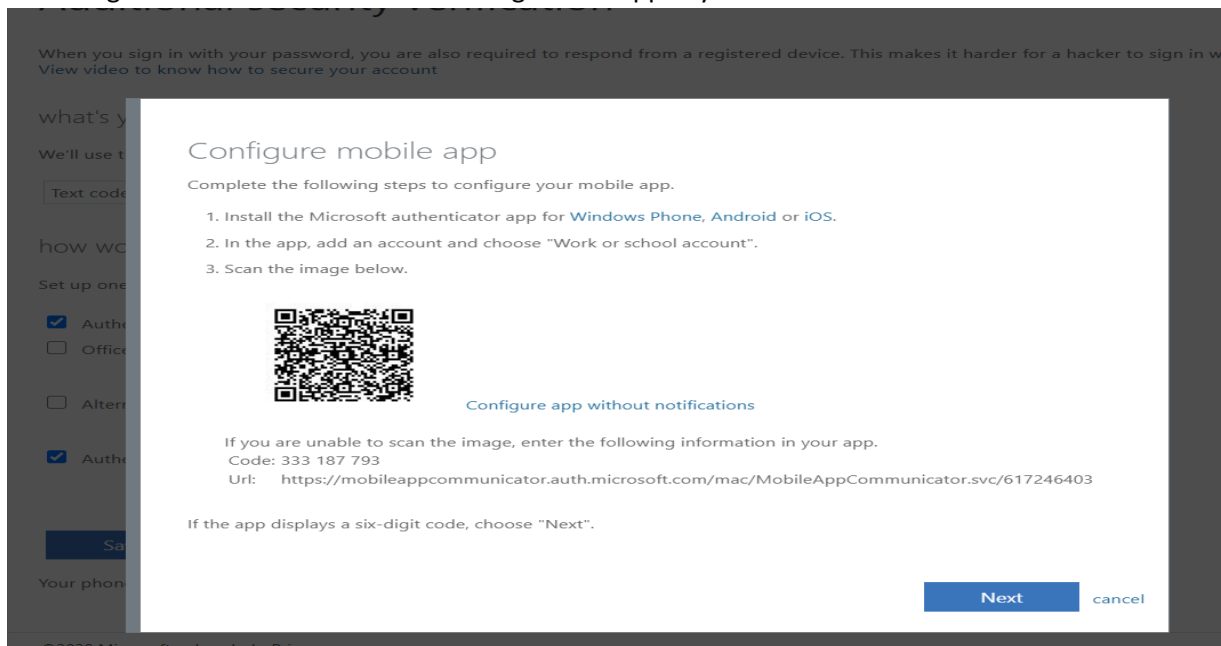 When you sign in with your password, you are also required to respond from a registered device. This makes it harder for a hacker to sign in w
View video to know how to secure your account
what's y
We'll use t
Configure mobile app
Complete the following steps to configure your mobile app.
Text code
1. Install the Microsoft authenticator app for Windows Phone, Android or iOS.
2. In the app, add an account and choose "Work or school account".
how wo
3. Scan the image below.
Set up one
Authe
Office
Altern
Configure app without notifications
If you are unable to scan the image, enter the following information in your app.
Code: 333 187 793
Authe
Url: https://mobileappcommunicator.auth.microsoft.com/mac/MobileAppCommunicator.svc/617246403
If the app displays a six-digit code, choose "Next".
Sa
Your phon
Next
cancel